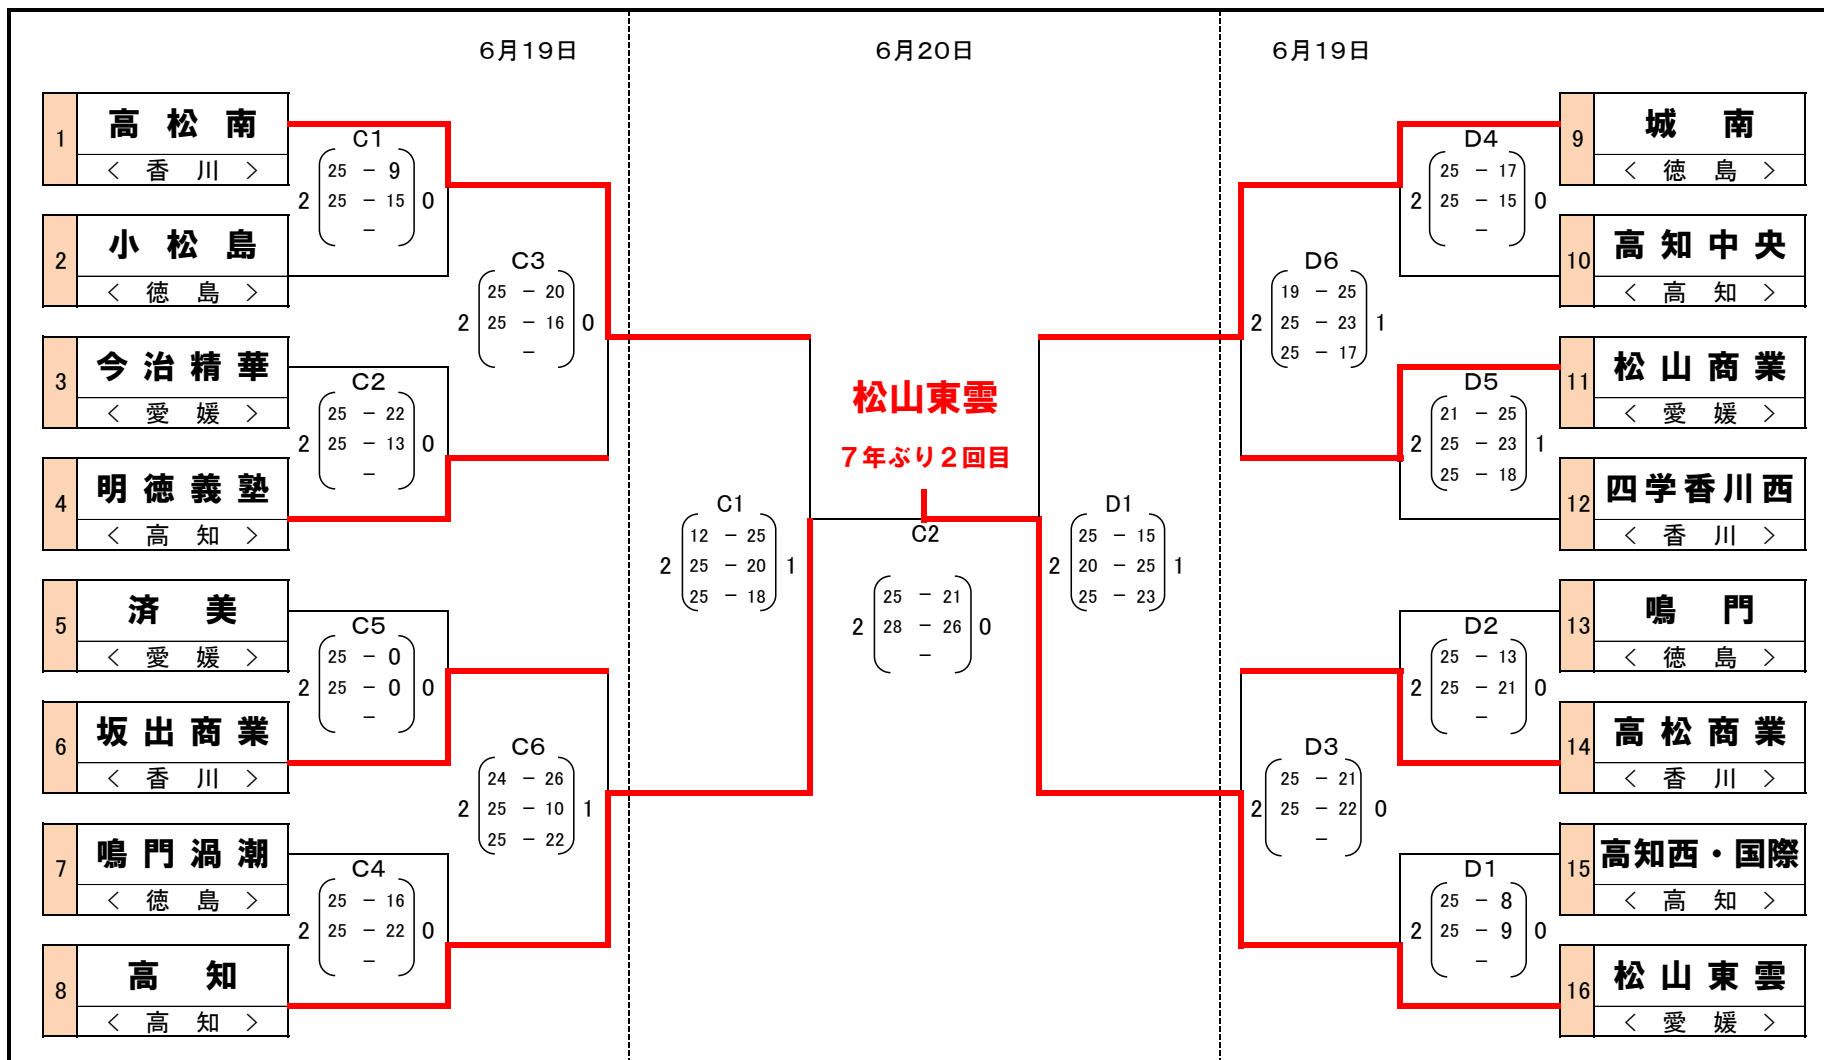 6月19日
6月20日
6月19日
1
高松南
＜ 香川 ＞
2
小松島
＜ 徳島 ＞
3
今治精華
＜ 愛媛 ＞
4
明徳義塾
＜ 高知 ＞
5
済美
＜ 愛媛 ＞
6
坂出商業
＜ 香川 ＞
7
鳴門渦潮
＜ 徳島 ＞
8
高知
＜ 高知 ＞
C1
25 － 9
2 25 － 15 0
－
C2
25 － 22
2 25 － 13 0
－
C5
25 － 0
2 25 － 0 0
－
C4
25 － 16
2 25 － 22 0
－
C3
25 － 20
2 25 － 16 0
－
C6
24 － 26
2 25 － 10 1
25 － 22
C1
12 － 25
2 25 － 20 1
25 － 18
松山東雲
7年ぶり2回目
C2
25 － 21
2 28 － 26 0
－
D1
25 － 15
2 20 － 25 1
25 － 23
D6
19 － 25
2 25 － 23 1
25 － 17
D3
25 － 21
2 25 － 22 0
－
D4
25 － 17
2 25 － 15 0
－
D5
21 － 25
2 25 － 23 1
25 － 18
D2
25 － 13
2 25 － 21 0
－
D1
25 － 8
2 25 － 9 0
－
9
城南
＜ 徳島 ＞
10
高知中央
＜ 高知 ＞
11
松山商業
＜ 愛媛 ＞
12
四学香川西
＜ 香川 ＞
13
鳴門
＜ 徳島 ＞
14
高松商業
＜ 香川 ＞
15
高知西・国際
＜ 高知 ＞
16
松山東雲
＜ 愛媛 ＞